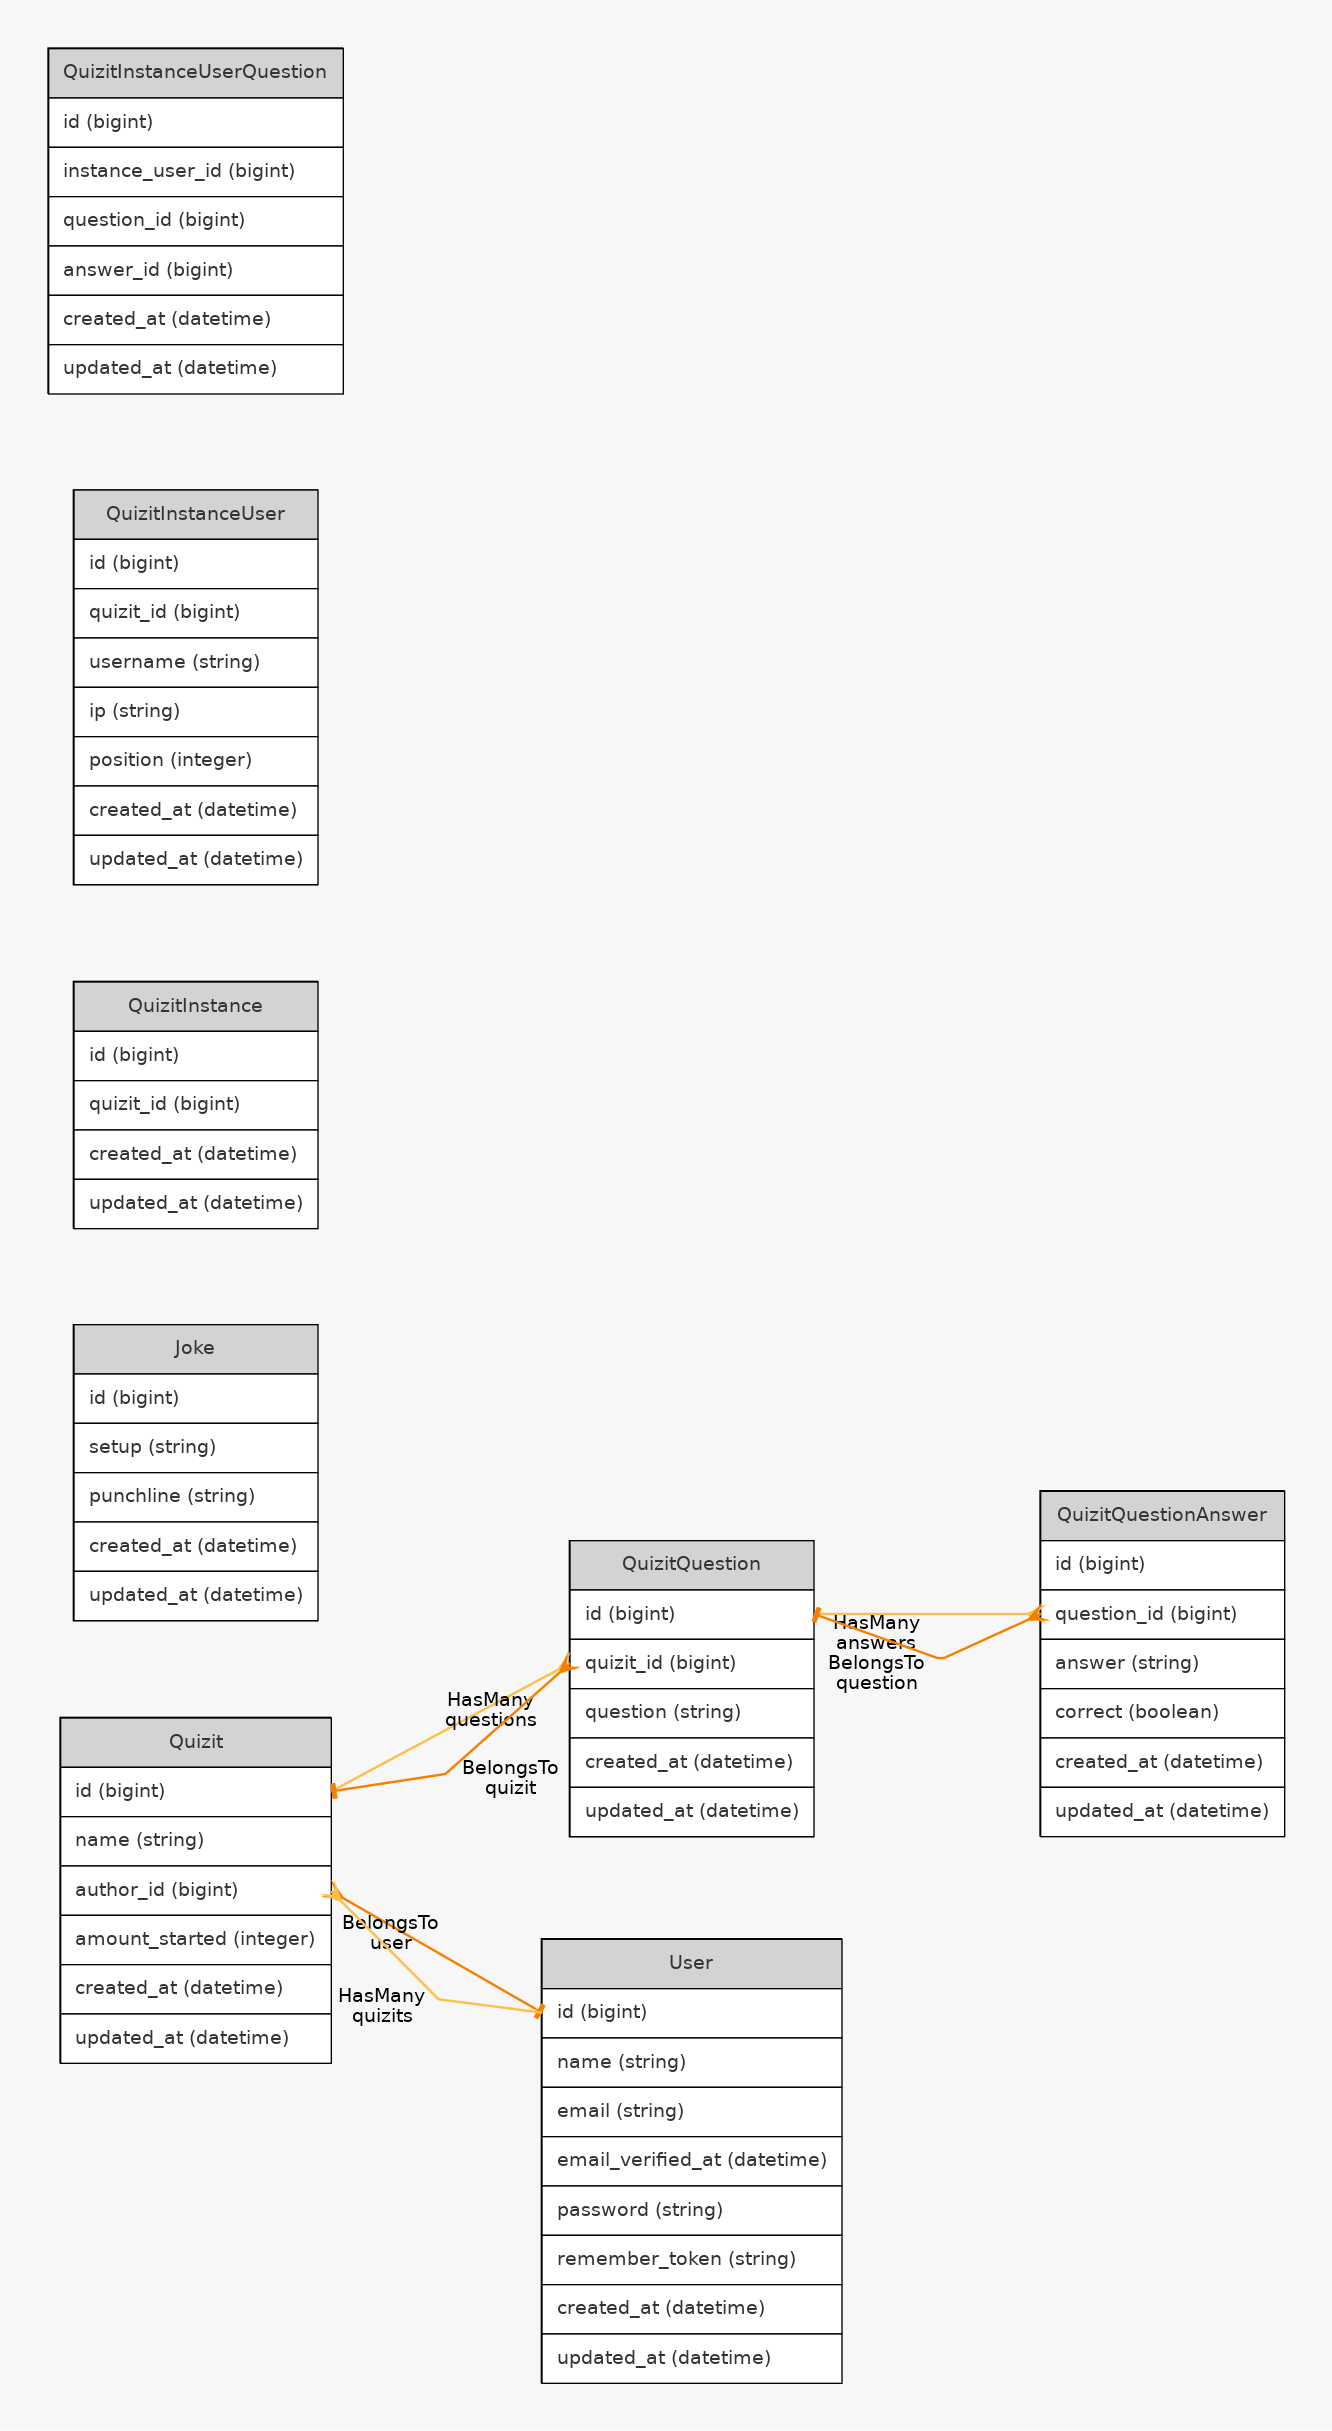 QuizitInstanceUserQuestion
id (bigint)
instance_user_id (bigint)
question_id (bigint)
answer_id (bigint)
created_at (datetime)
updated_at (datetime)
QuizitInstanceUser
id (bigint)
quizit_id (bigint)
username (string)
ip (string)
position (integer)
created_at (datetime)
updated_at (datetime)
QuizitInstance
id (bigint)
quizit_id (bigint)
created_at (datetime)
updated_at (datetime)
Joke
id (bigint)
setup (string)
punchline (string)
created_at (datetime)
updated_at (datetime)
Quizit
id (bigint)
name (string)
author_id (bigint)
amount_started (integer)
created_at (datetime)
updated_at (datetime)
HasMany
questions
BelongsTo
quizit
BelongsTo
user
HasMany
quizits
QuizitQuestion
id (bigint)
quizit_id (bigint)
question (string)
created_at (datetime)
updated_at (datetime)
HasMany
answers
BelongsTo
question
QuizitQuestionAnswer
id (bigint)
question_id (bigint)
answer (string)
correct (boolean)
created_at (datetime)
updated_at (datetime)
User
id (bigint)
name (string)
email (string)
email_verified_at (datetime)
password (string)
remember_token (string)
created_at (datetime)
updated_at (datetime)